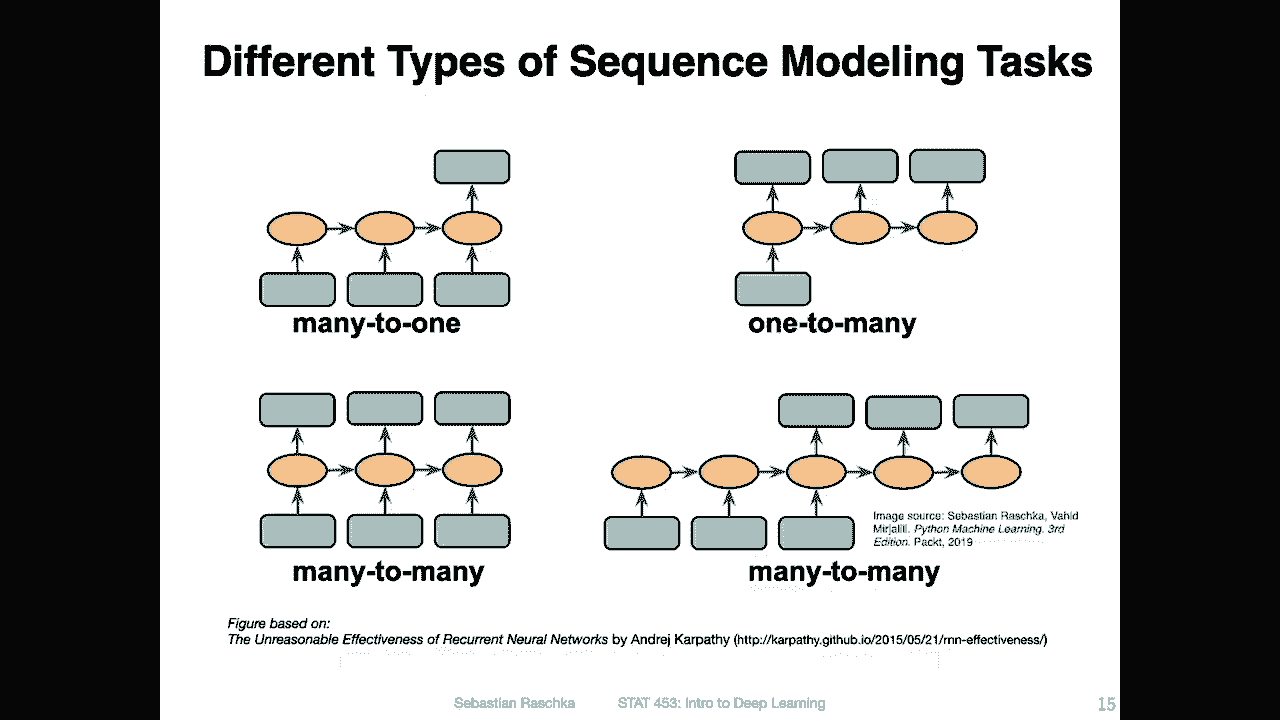 Different Types of Sequence Modeling Tasks
many-to-one
one-to-many
many-to-many
Image source: Sebastian Raschka, Vahid
Mirjalili. Python Machine Learning. 3rd
Edition. Packt, 2019
many-to-many
Figure based on:
The Unreasonable Effectiveness of Recurrent Neural Networks by Andrej Karpathy (http://karpathy.github.io/2015/05/21/rnn-effectiveness/)
Sebastian Raschka STAT 453: Intro to Deep Learning 15